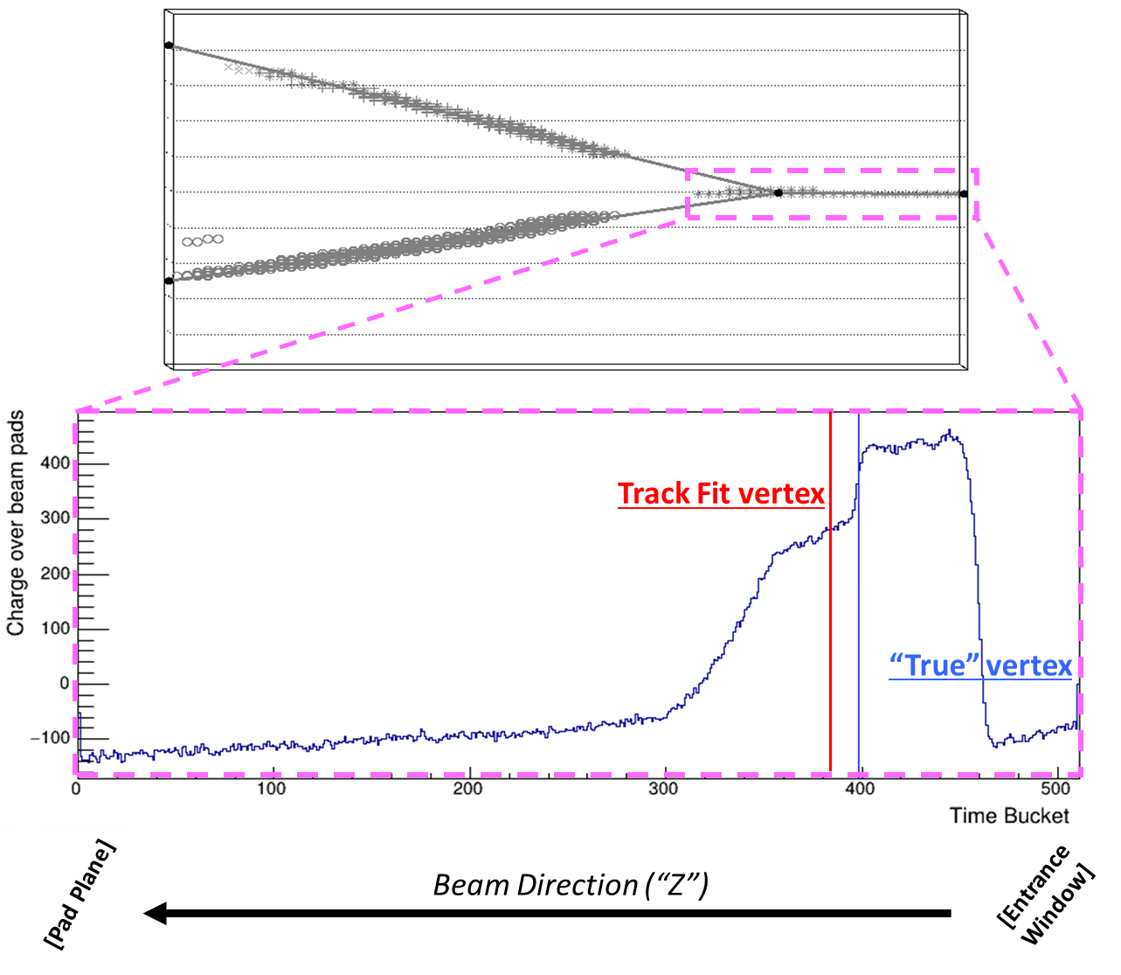 Charge over beam pads
400
300
200
100
0
−100
Track Fit vertex
“True” vertex
0
100
200
300
400
500
Time Bucket
[Pad Plane]
Beam Direction (“Z”)
[Entrance
Window]